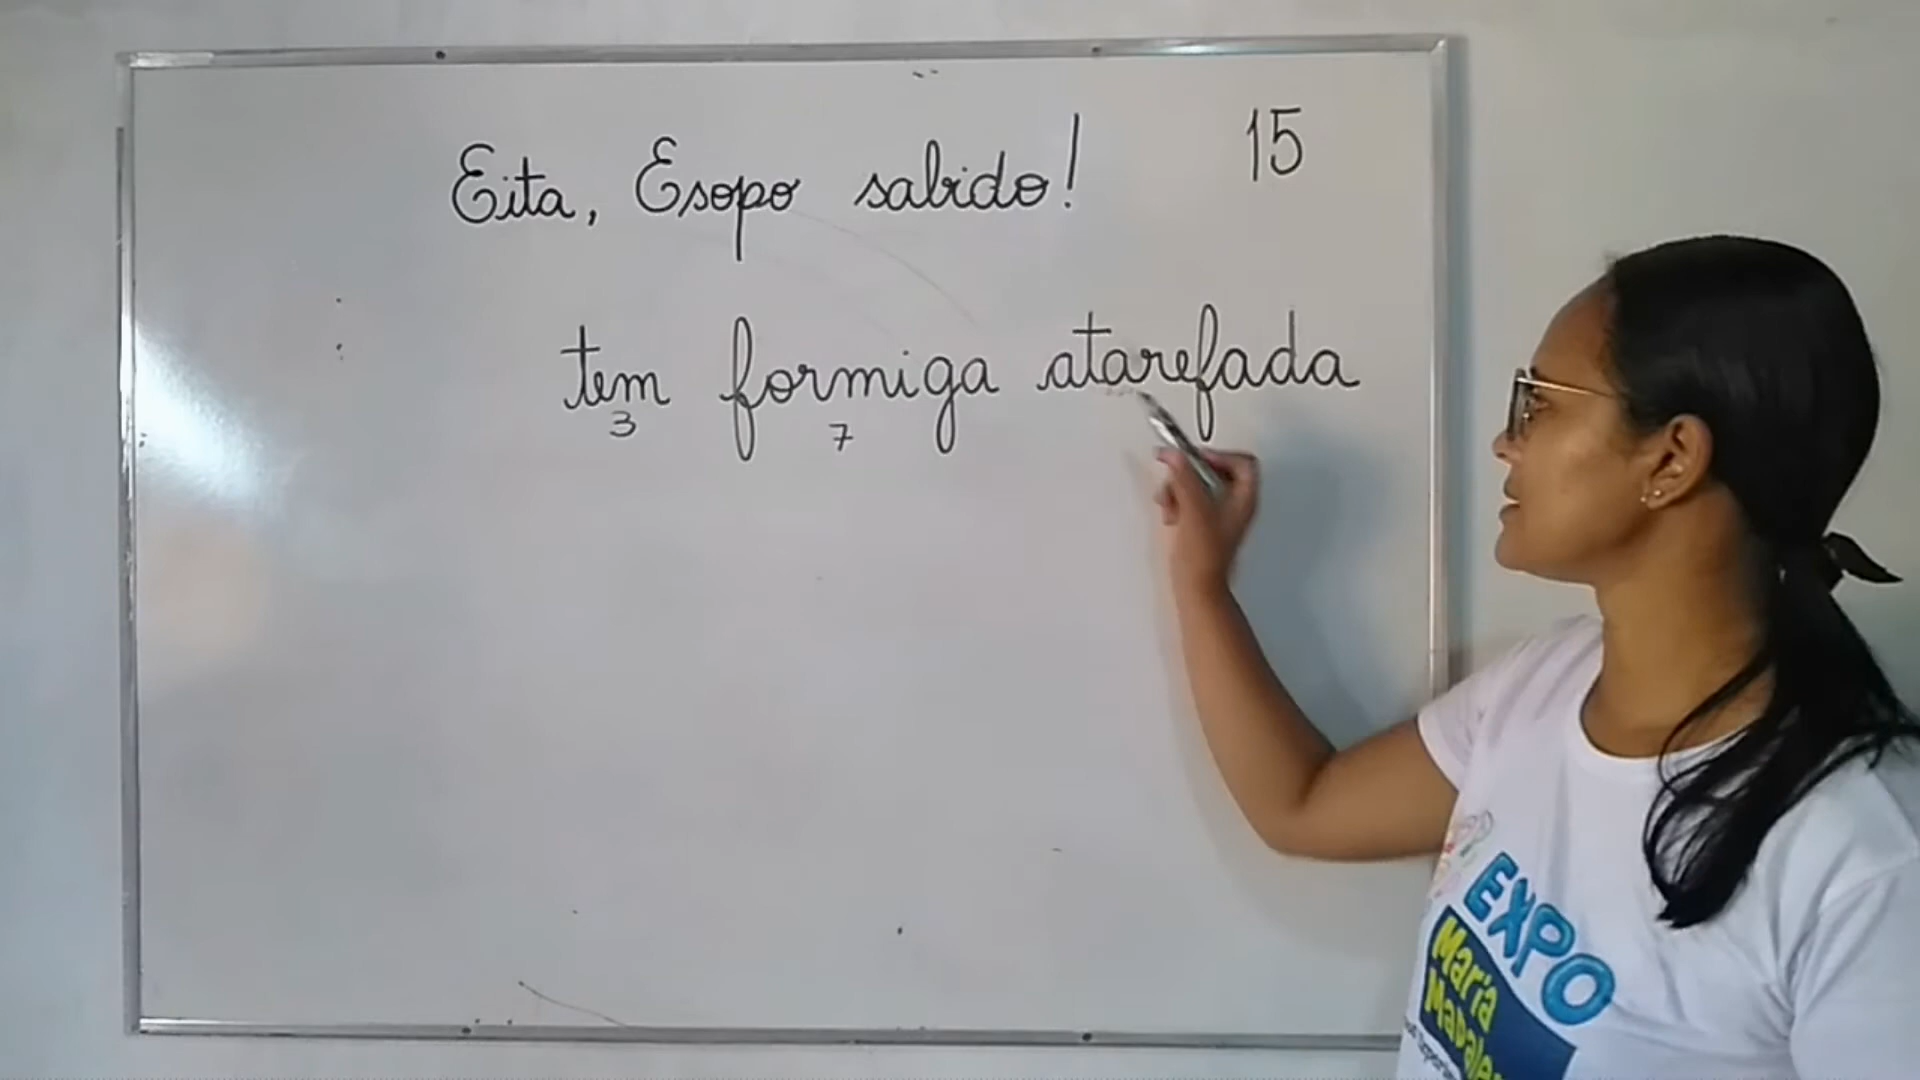 Eita, Esopo sabido!
15
tem formiga atarefada
3 7
EXPO
Maria